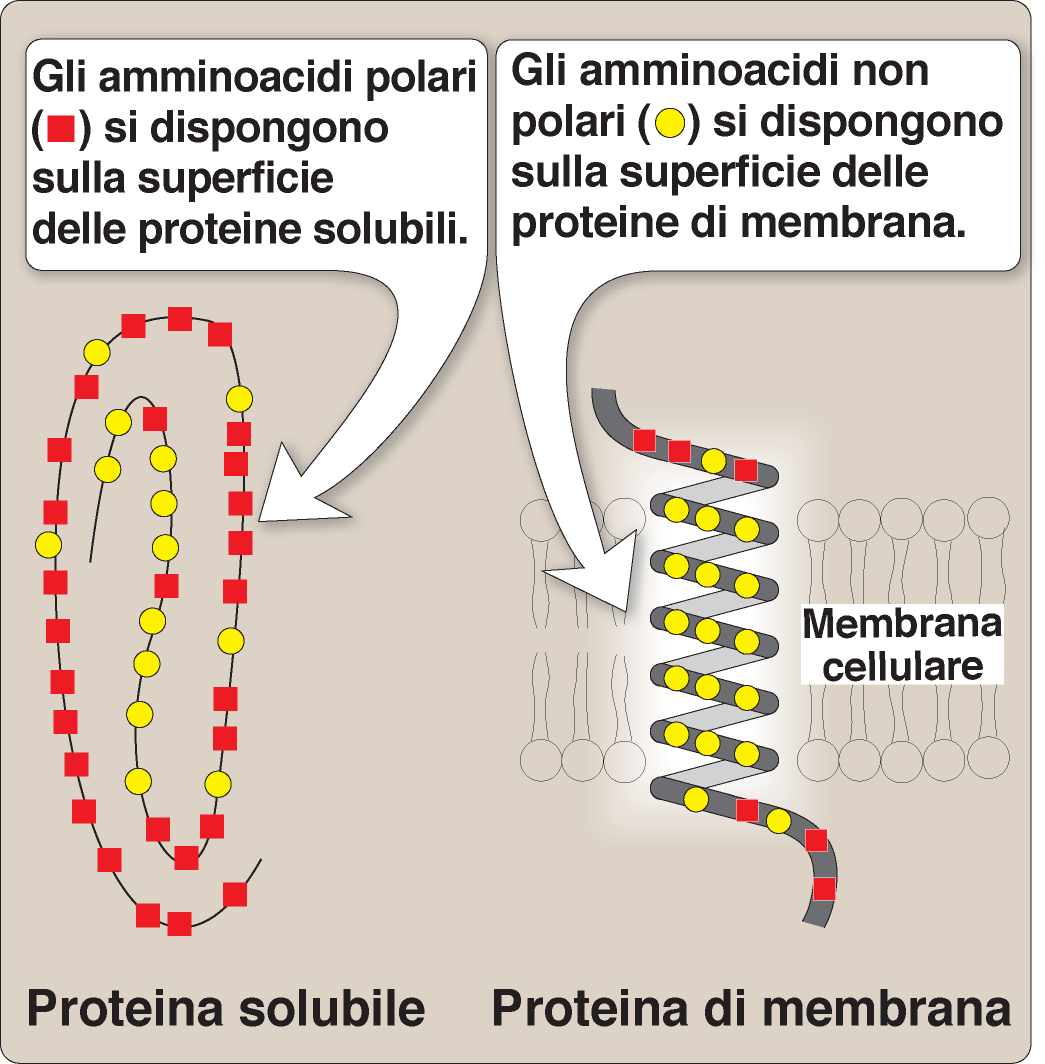 Gli amminoacidi polari
(■) si dispongono
sulla superficie
delle proteine solubili.
Gli amminoacidi non
polari (●) si dispongono
sulla superficie delle
proteine di membrana.
Membrana
cellulare
Proteina solubile
Proteina di membrana